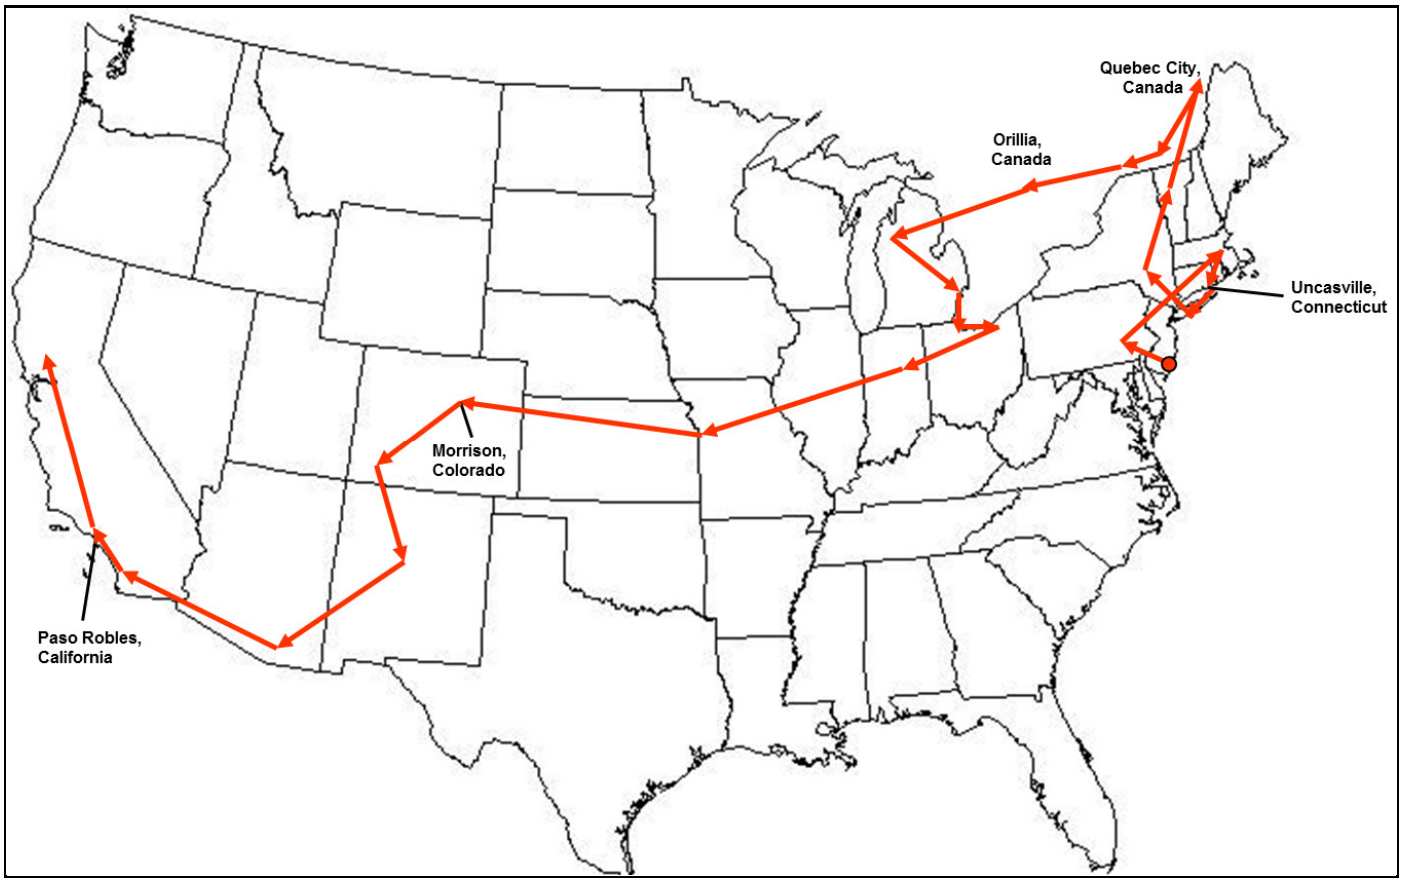 Quebec City,
Canada
Orillia,
Canada
Uncasville,
Connecticut
Morrison,
Colorado
Paso Robles,
California